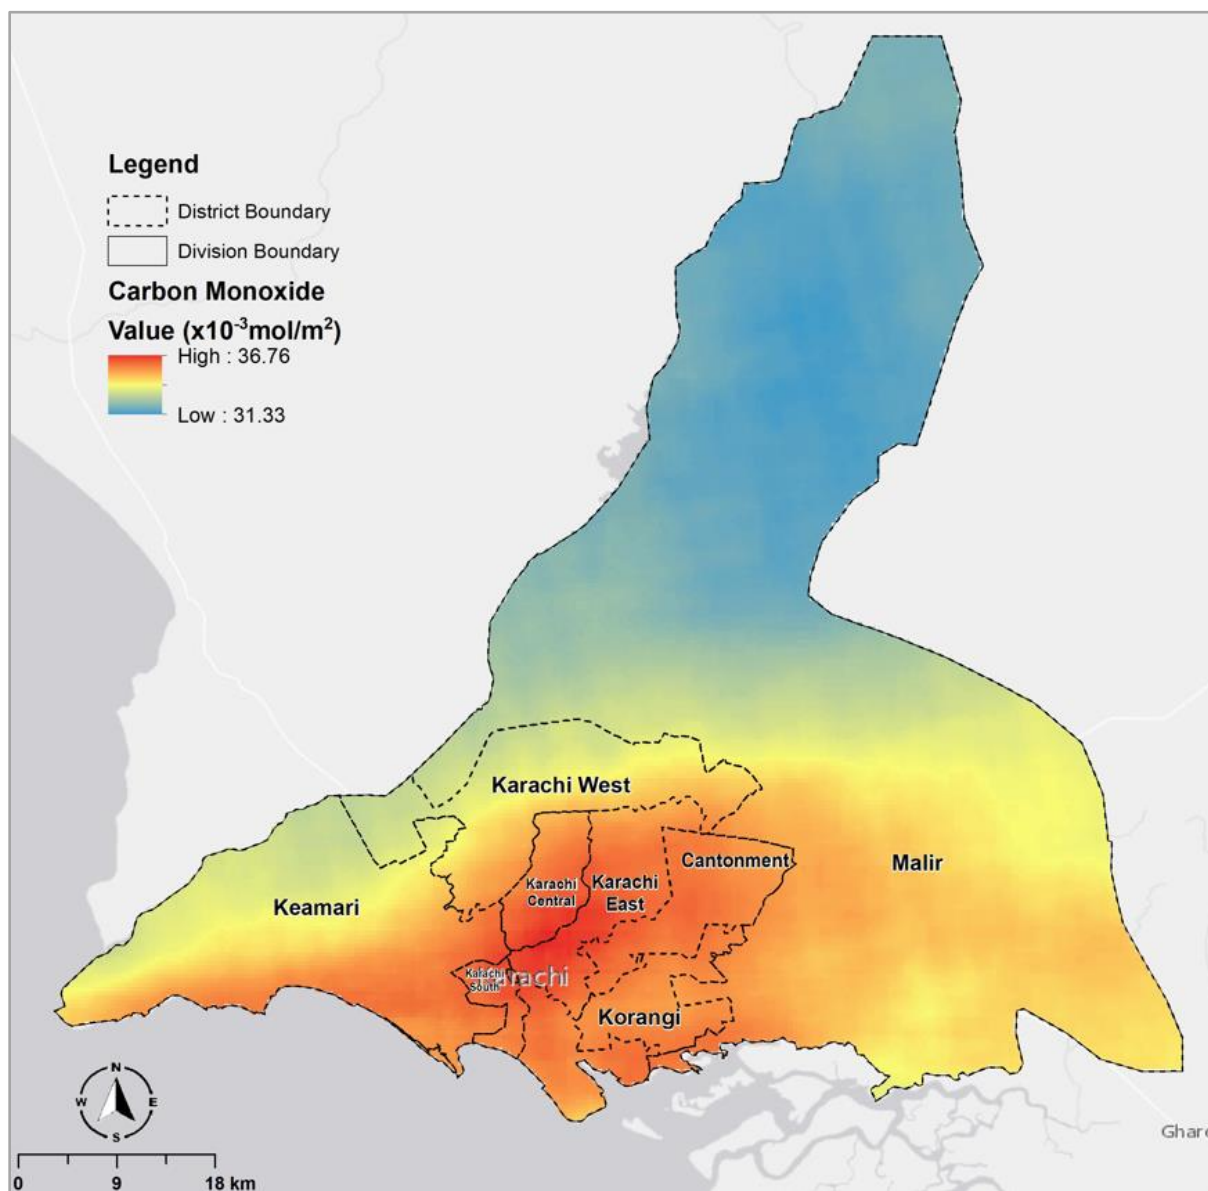 Legend
District Boundary
Division Boundary
Carbon Monoxide
Value (x10⁻³mol/m²)
High : 36.76
Low : 31.33
Karachi West
Cantonment
Malir
Karachi
Central
Karachi
East
Keamari
Karachi
South
Karachi
Korangi
N
W
E
S
Ghare
0
9
18 km